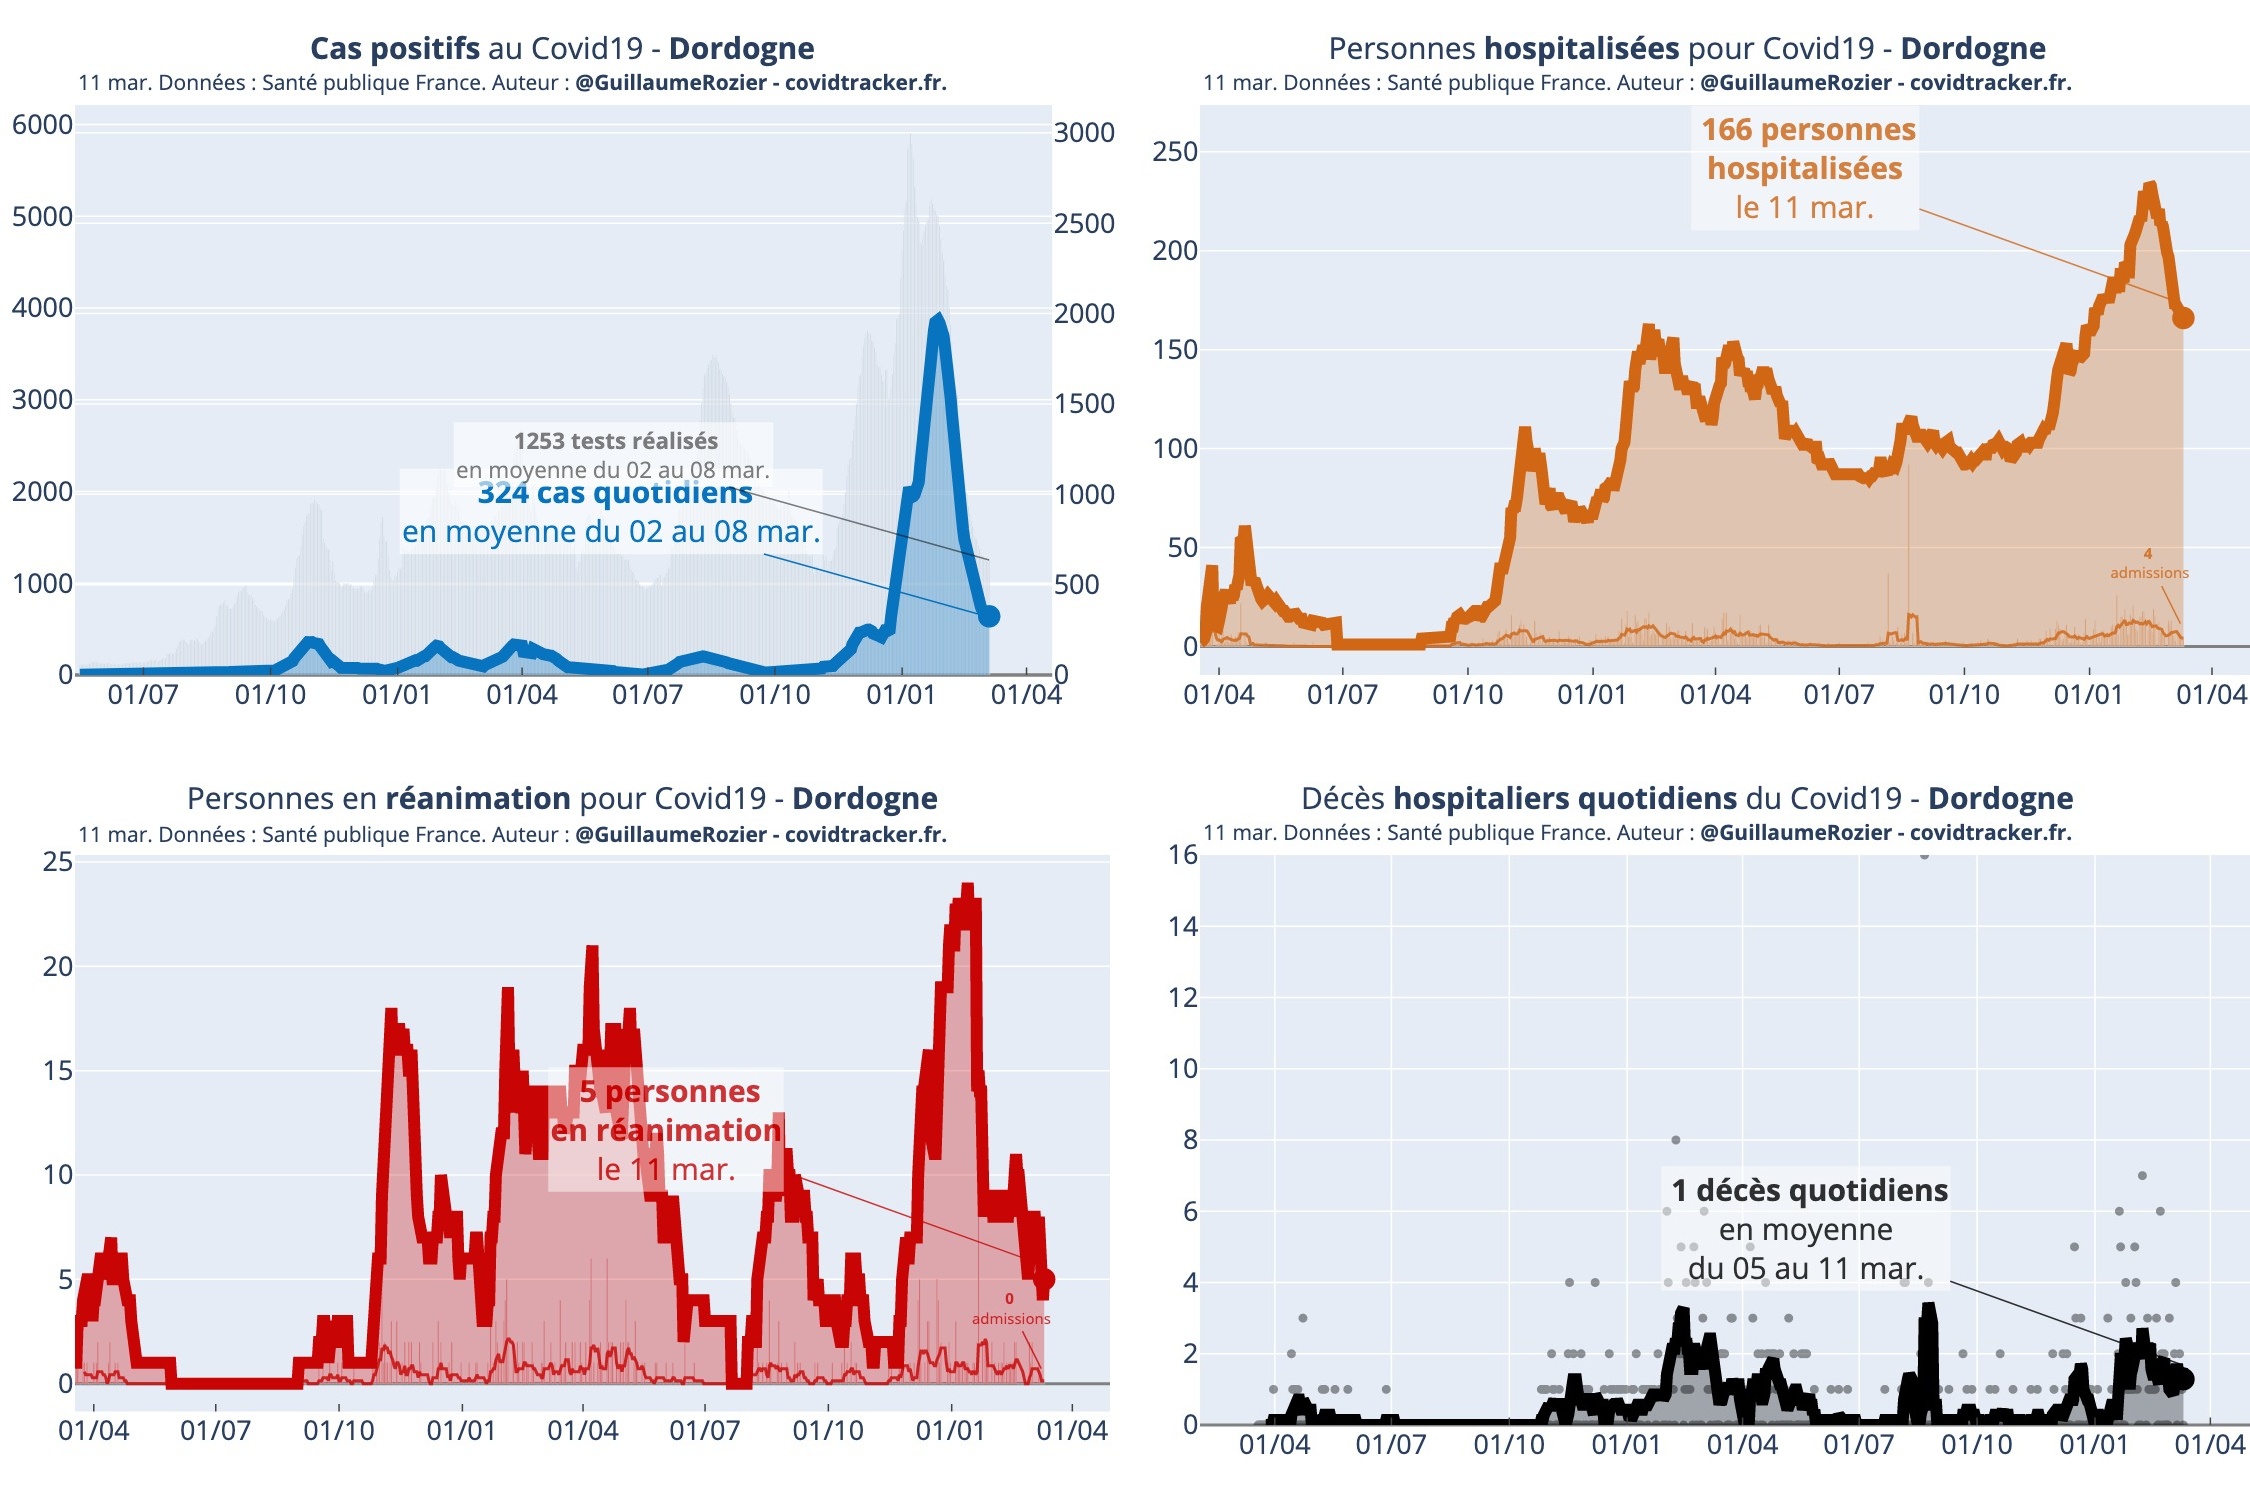 Cas positifs au Covid19 - Dordogne
11 mar. Données : Santé publique France. Auteur : @GuillaumeRozier - covidtracker.fr.
6000
5000
4000
3000
2000
1000
0
3000
2500
2000
1500
1000
500
0
1253 tests réalisés
en moyenne du 02 au 08 mar.
324 cas quotidiens
en moyenne du 02 au 08 mar.
01/07 01/10 01/01 01/04 01/07 01/10 01/01 01/04
Personnes hospitalisées pour Covid19 - Dordogne
11 mar. Données : Santé publique France. Auteur : @GuillaumeRozier - covidtracker.fr.
250
200
150
100
50
0
166 personnes
hospitalisées
le 11 mar.
4
admissions
01/04 01/07 01/10 01/01 01/04 01/07 01/10 01/01 01/04
Personnes en réanimation pour Covid19 - Dordogne
11 mar. Données : Santé publique France. Auteur : @GuillaumeRozier - covidtracker.fr.
25
20
15
10
5
0
5 personnes
en réanimation
le 11 mar.
0
admissions
01/04 01/07 01/10 01/01 01/04 01/07 01/10 01/01 01/04
Décès hospitaliers quotidiens du Covid19 - Dordogne
11 mar. Données : Santé publique France. Auteur : @GuillaumeRozier - covidtracker.fr.
16
14
12
10
8
6
4
2
0
1 décès quotidiens
en moyenne
du 05 au 11 mar.
01/04 01/07 01/10 01/01 01/04 01/07 01/10 01/01 01/04